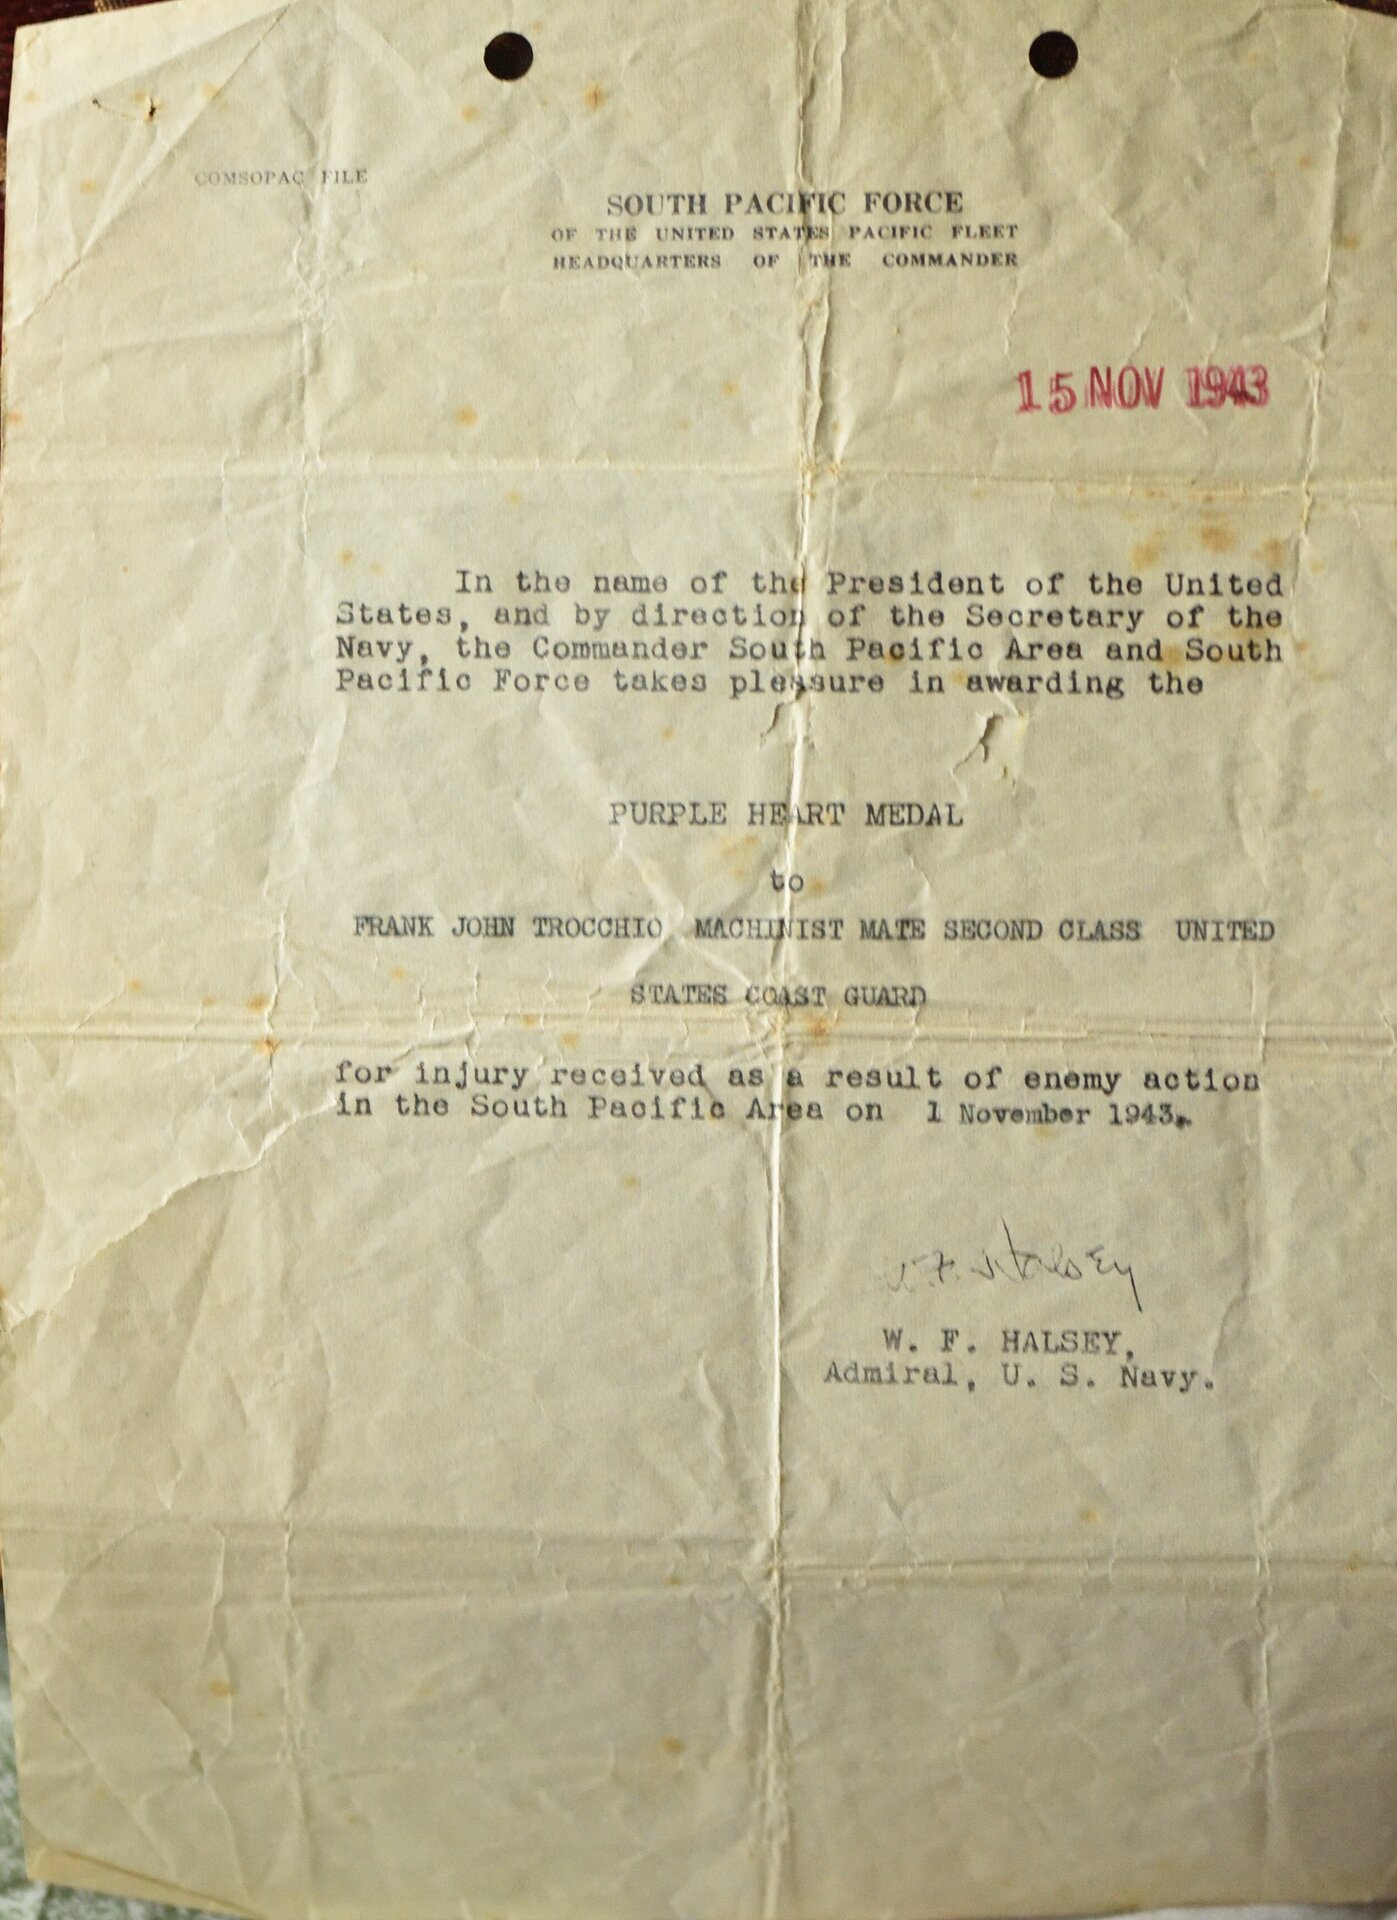 COMSOPAC FILE
SOUTH PACIFIC FORCE
OF THE UNITED STATES PACIFIC FLEET
HEADQUARTERS OF THE COMMANDER
15 NOV 1943
In the name of the President of the United
States, and by direction of the Secretary of the
Navy, the Commander South Pacific Area and South
Pacific Force takes pleasure in awarding the
PURPLE HEART MEDAL
to
FRANK JOHN TROCCHIO MACHINIST MATE SECOND CLASS UNITED
STATES COAST GUARD
for injury received as a result of enemy action
in the South Pacific Area on 1 November 1943.
W. F. Halsey
W. F. HALSEY,
Admiral, U. S. Navy.